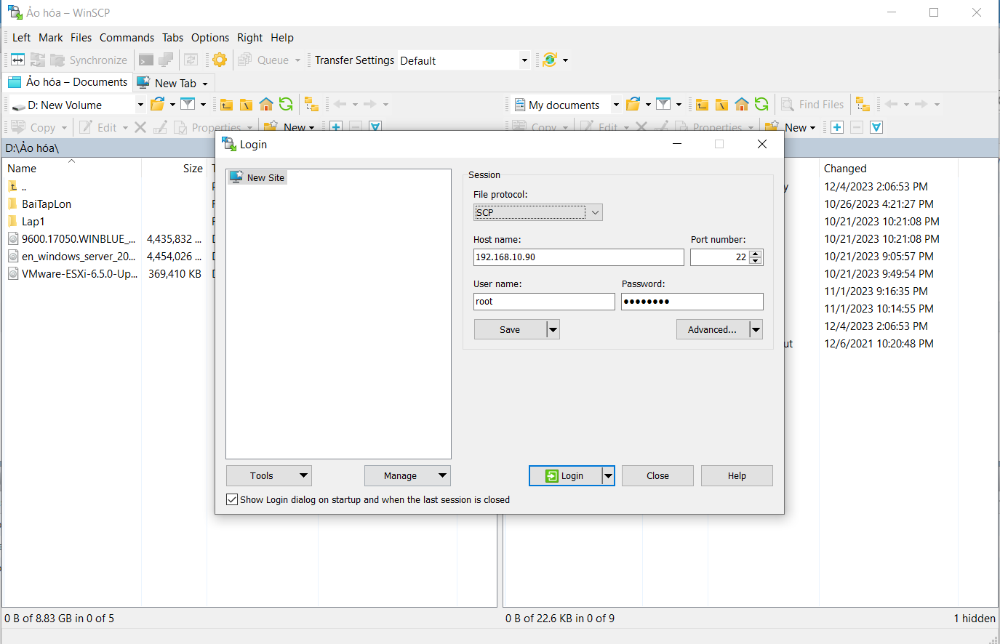 Ảo hóa – WinSCP
Left Mark Files Commands Tabs Options Right Help
Synchronize Queue Transfer Settings Default
Ảo hóa – Documents New Tab
D: New Volume My documents Find Files
Copy Edit Properties New Copy Edit Properties New
D:\Ảo hóa\
Name Size
..
BaiTapLon
Lap1
9600.17050.WINBLUE_... 4,435,832 ...
en_windows_server_20... 4,454,026 ...
VMware-ESXi-6.5.0-Up... 369,410 KB
Login
New Site
Session
File protocol:
SCP
Host name: Port number:
192.168.10.90 22
User name: Password:
root ●●●●●●●●
Save Advanced...
Tools Manage Login Close Help
Show Login dialog on startup and when the last session is closed
Changed
12/4/2023 2:06:53 PM
10/26/2023 4:21:27 PM
10/21/2023 10:21:08 PM
10/21/2023 10:21:08 PM
10/21/2023 9:05:57 PM
10/21/2023 9:49:54 PM
11/1/2023 9:16:35 PM
11/1/2023 10:14:55 PM
12/4/2023 2:06:53 PM
12/6/2021 10:20:48 PM
0 B of 8.83 GB in 0 of 5 0 B of 22.6 KB in 0 of 9 1 hidden